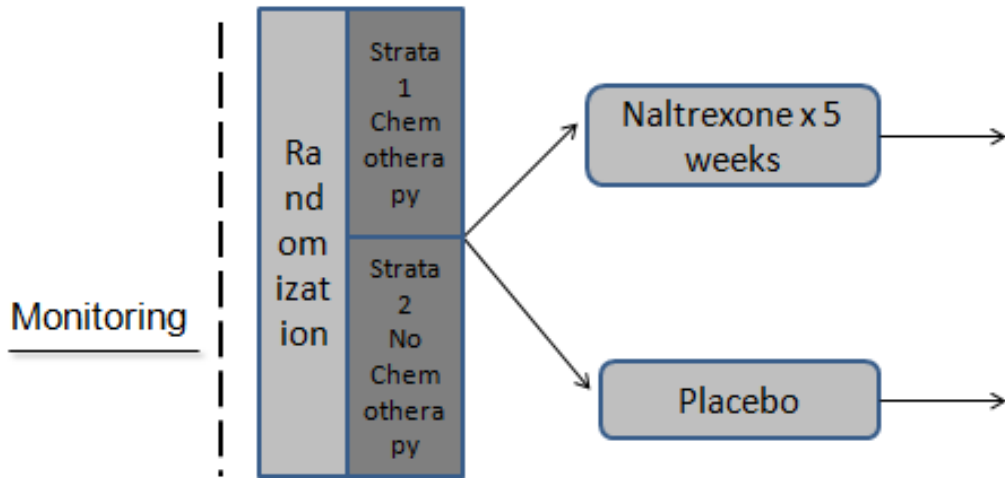 Monitoring
Ra
nd
om
izat
ion
Strata
1
Chem
othera
py
Strata
2
No
Chem
othera
py
Naltrexone x 5
weeks
Placebo